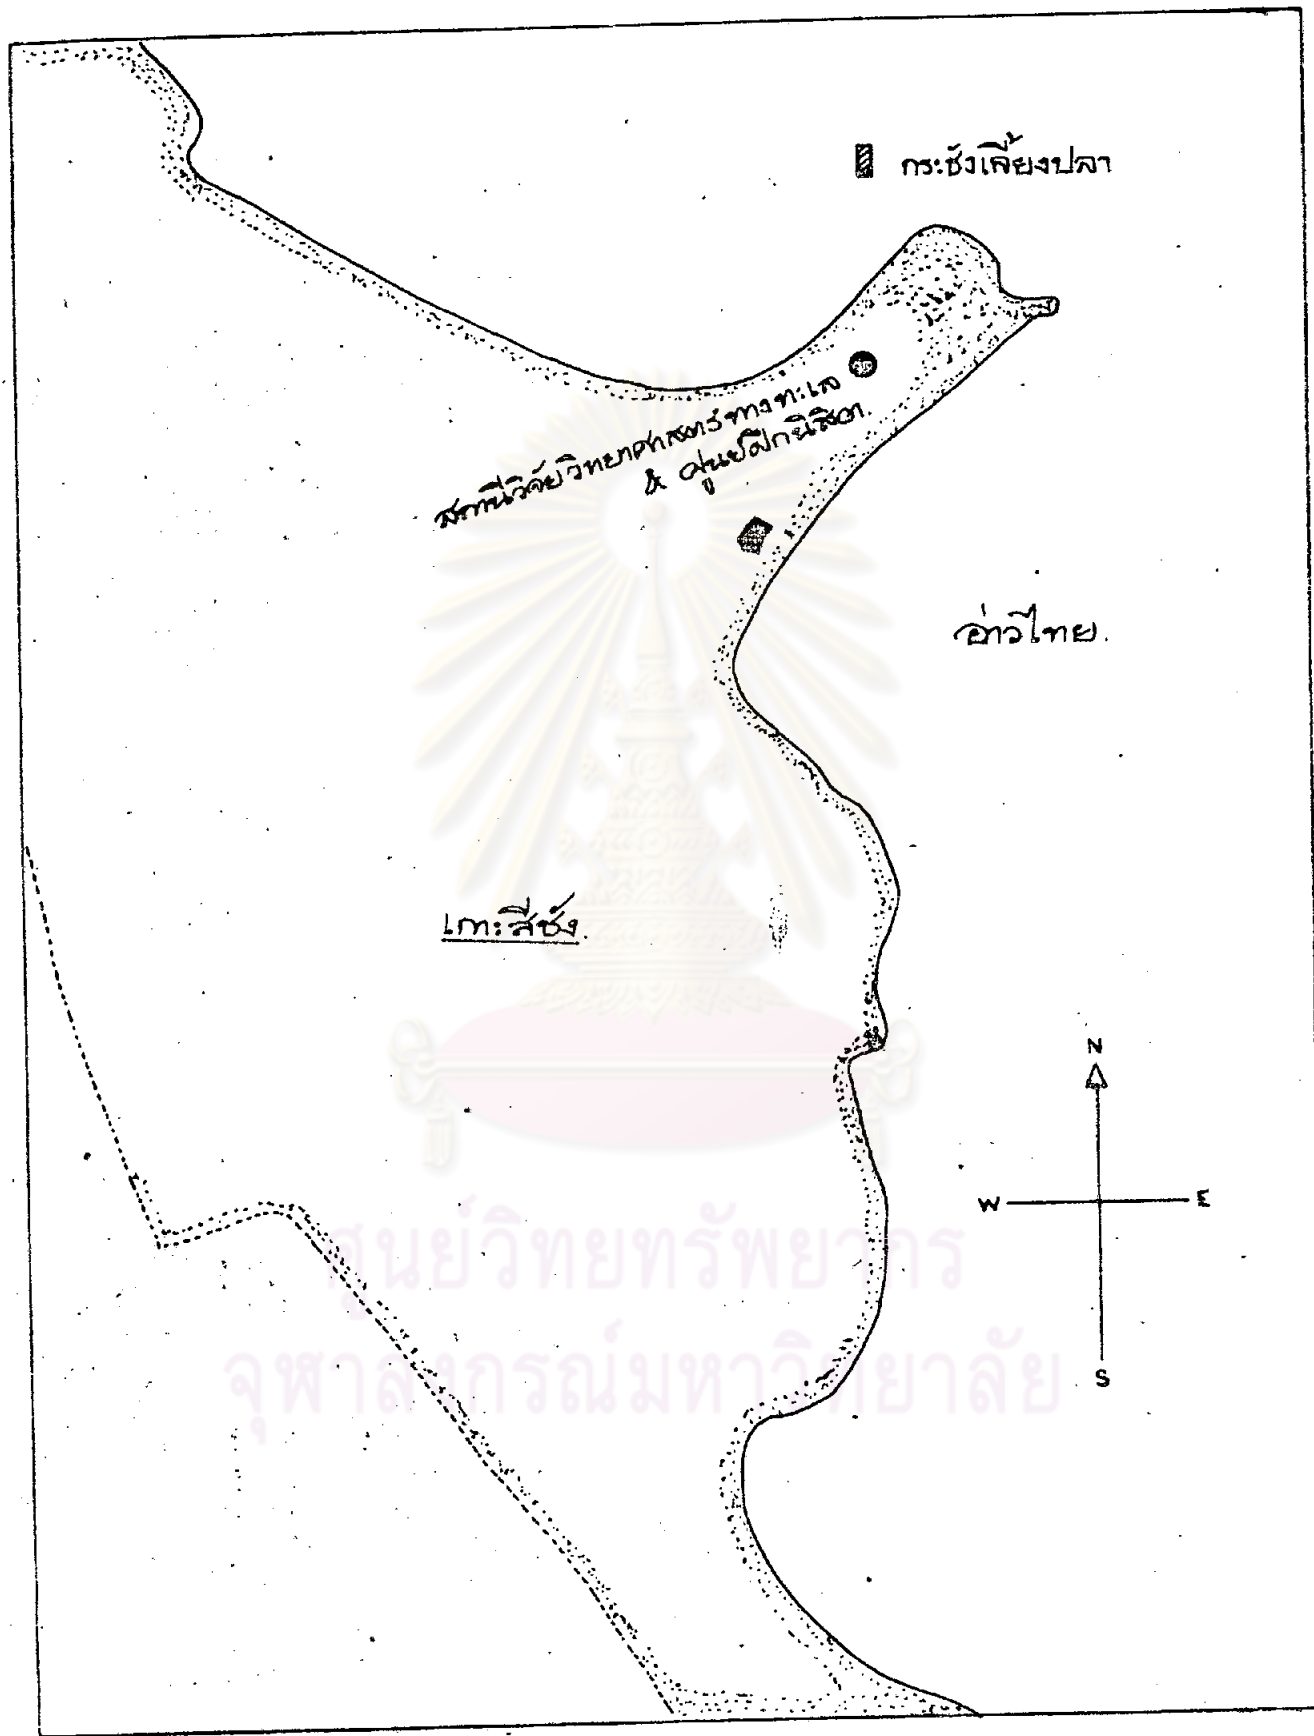 กระชังเลี้ยงปลา
สถานีวิจัยวิทยาศาสตร์ทางทะเล
& ศูนย์ฝึกนิสิต.
อ่าวไทย.
เกาะสีชัง
N
W E
S
ศูนย์วิทยทรัพยากร
จุฬาลงกรณ์มหาวิทยาลัย